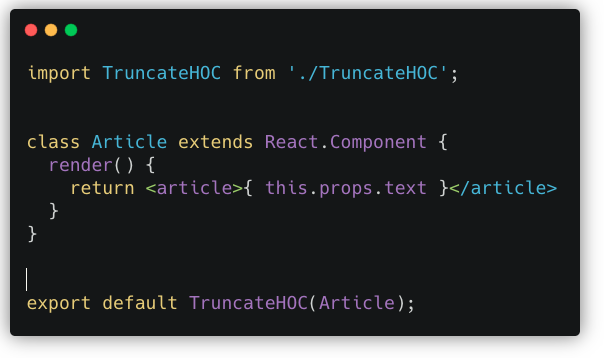 import TruncateHOC from './TruncateHOC';
class Article extends React.Component {
render() {
return <article>{ this.props.text }</article>
}
}
export default TruncateHOC(Article);